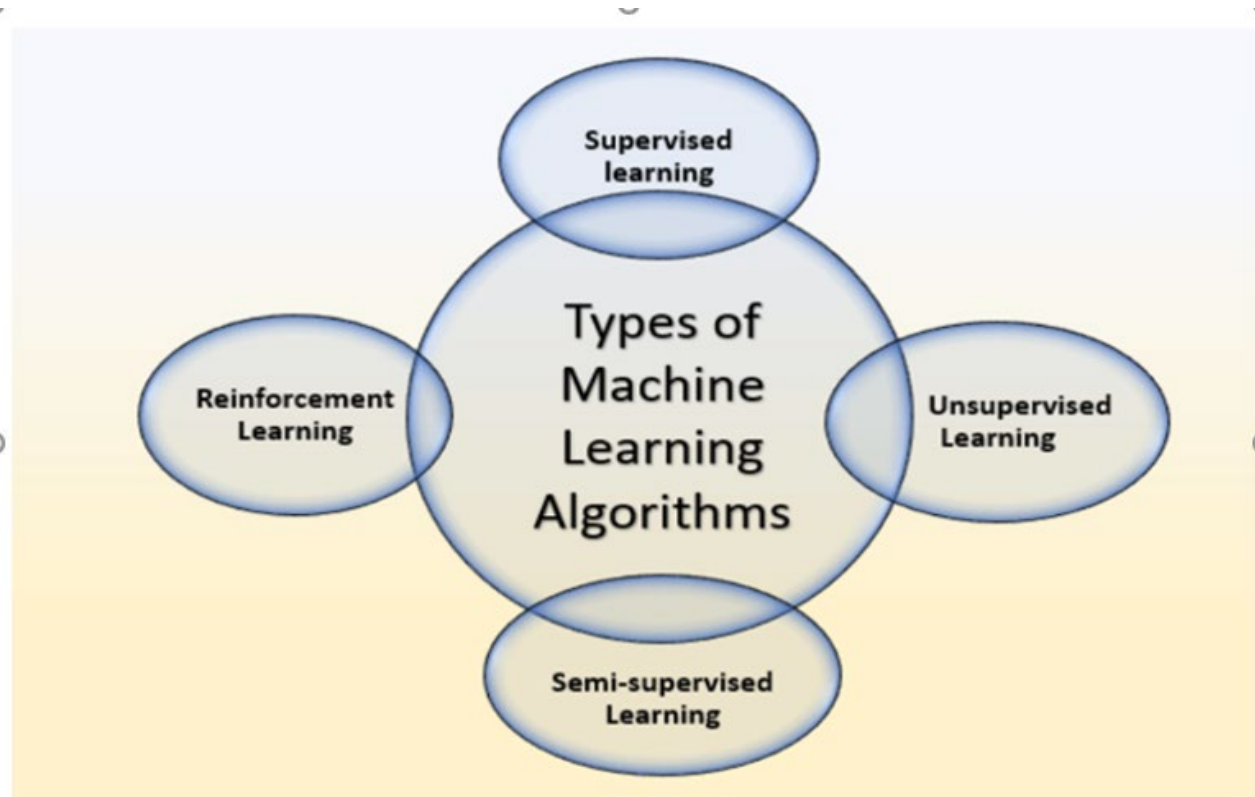 Supervised
learning
Types of
Machine
Learning
Algorithms
Reinforcement
Learning
Unsupervised
Learning
Semi-supervised
Learning